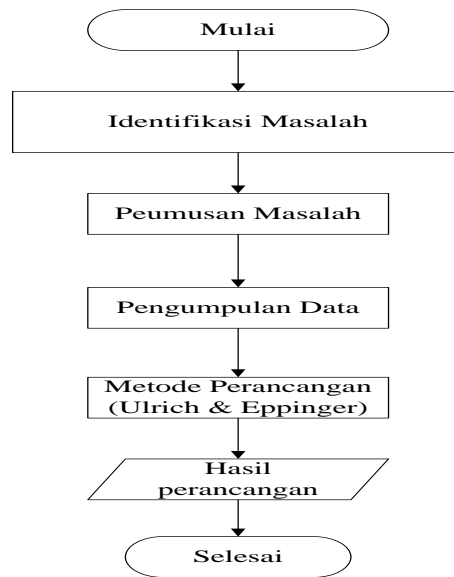 Mulai
Identifikasi Masalah
Peumusan Masalah
Pengumpulan Data
Metode Perancangan
(Ulrich & Eppinger)
Hasil
perancangan
Selesai